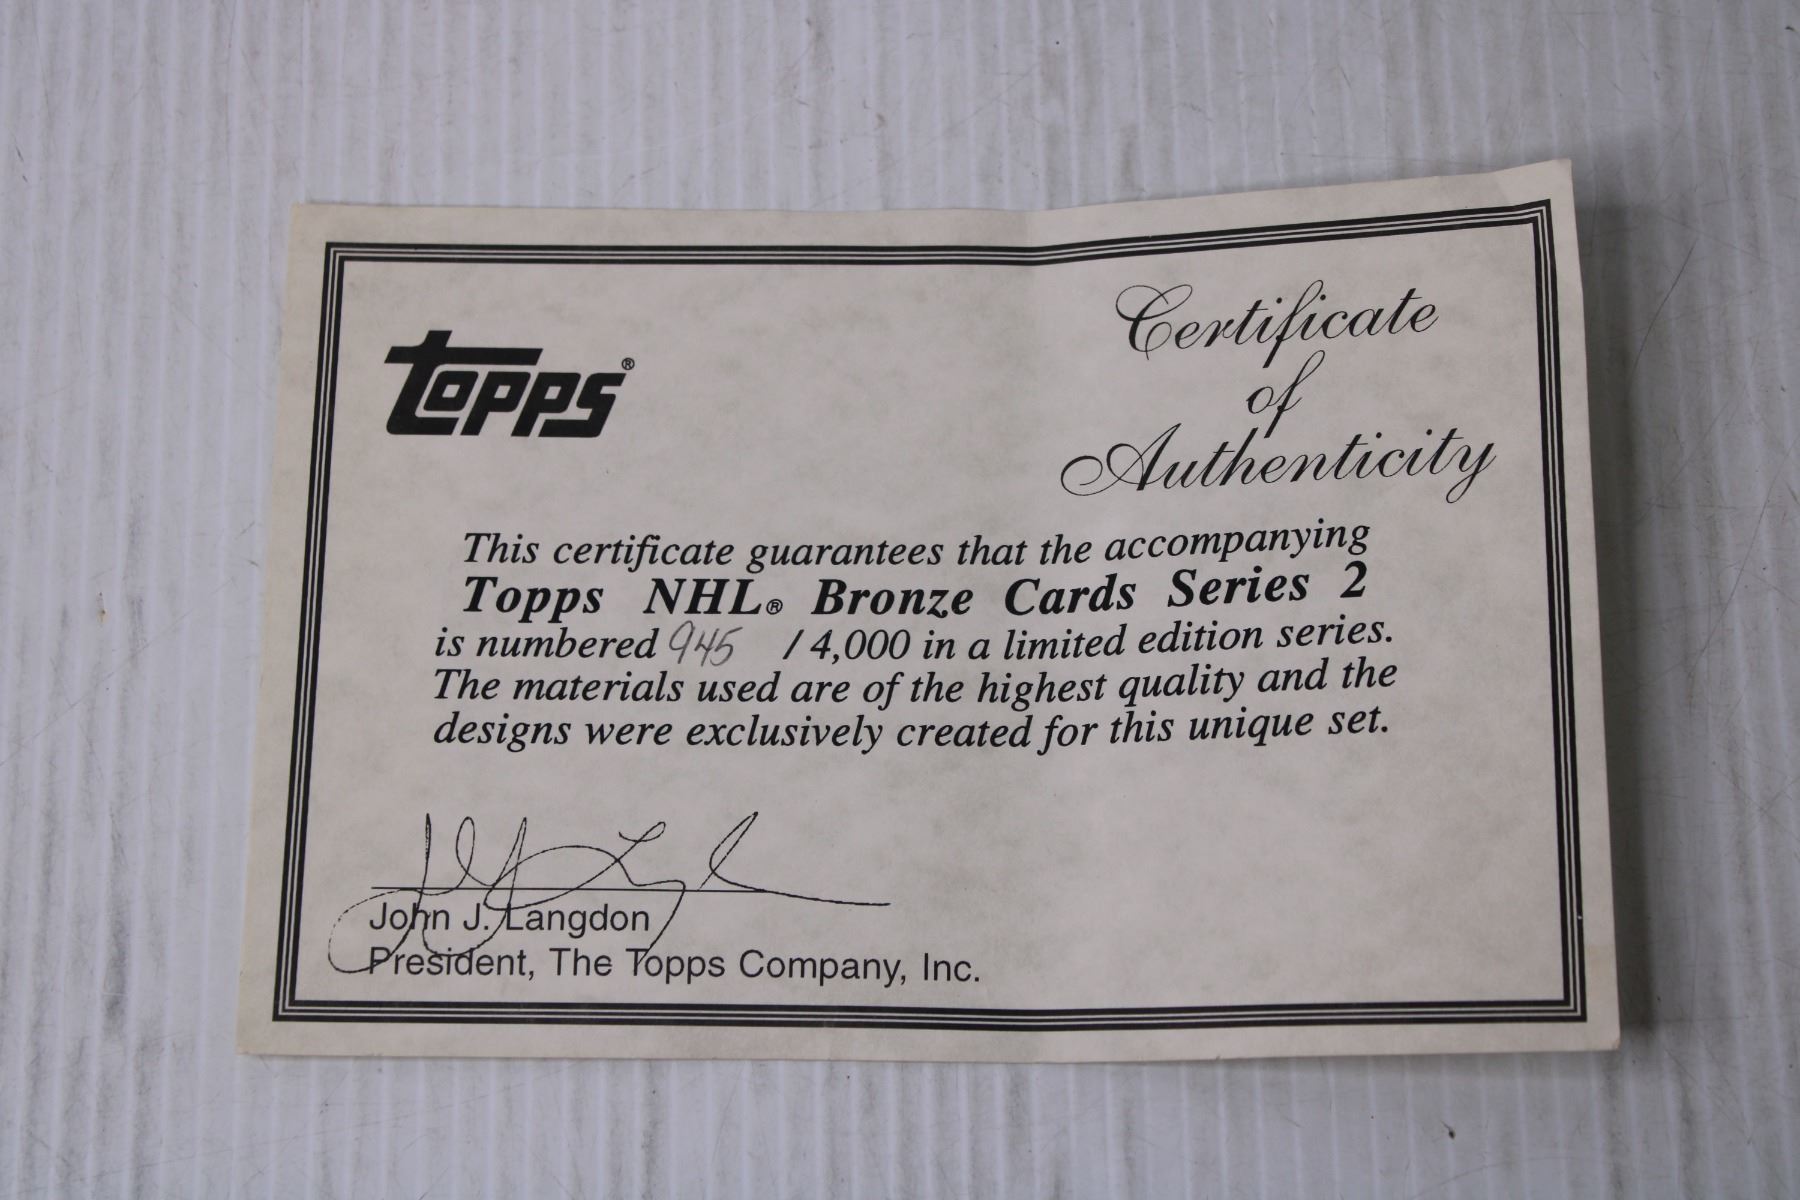 topps®
Certificate
of
Authenticity
This certificate guarantees that the accompanying
Topps NHL® Bronze Cards Series 2
is numbered 945 / 4,000 in a limited edition series.
The materials used are of the highest quality and the
designs were exclusively created for this unique set.
John J. Langdon
President, The Topps Company, Inc.